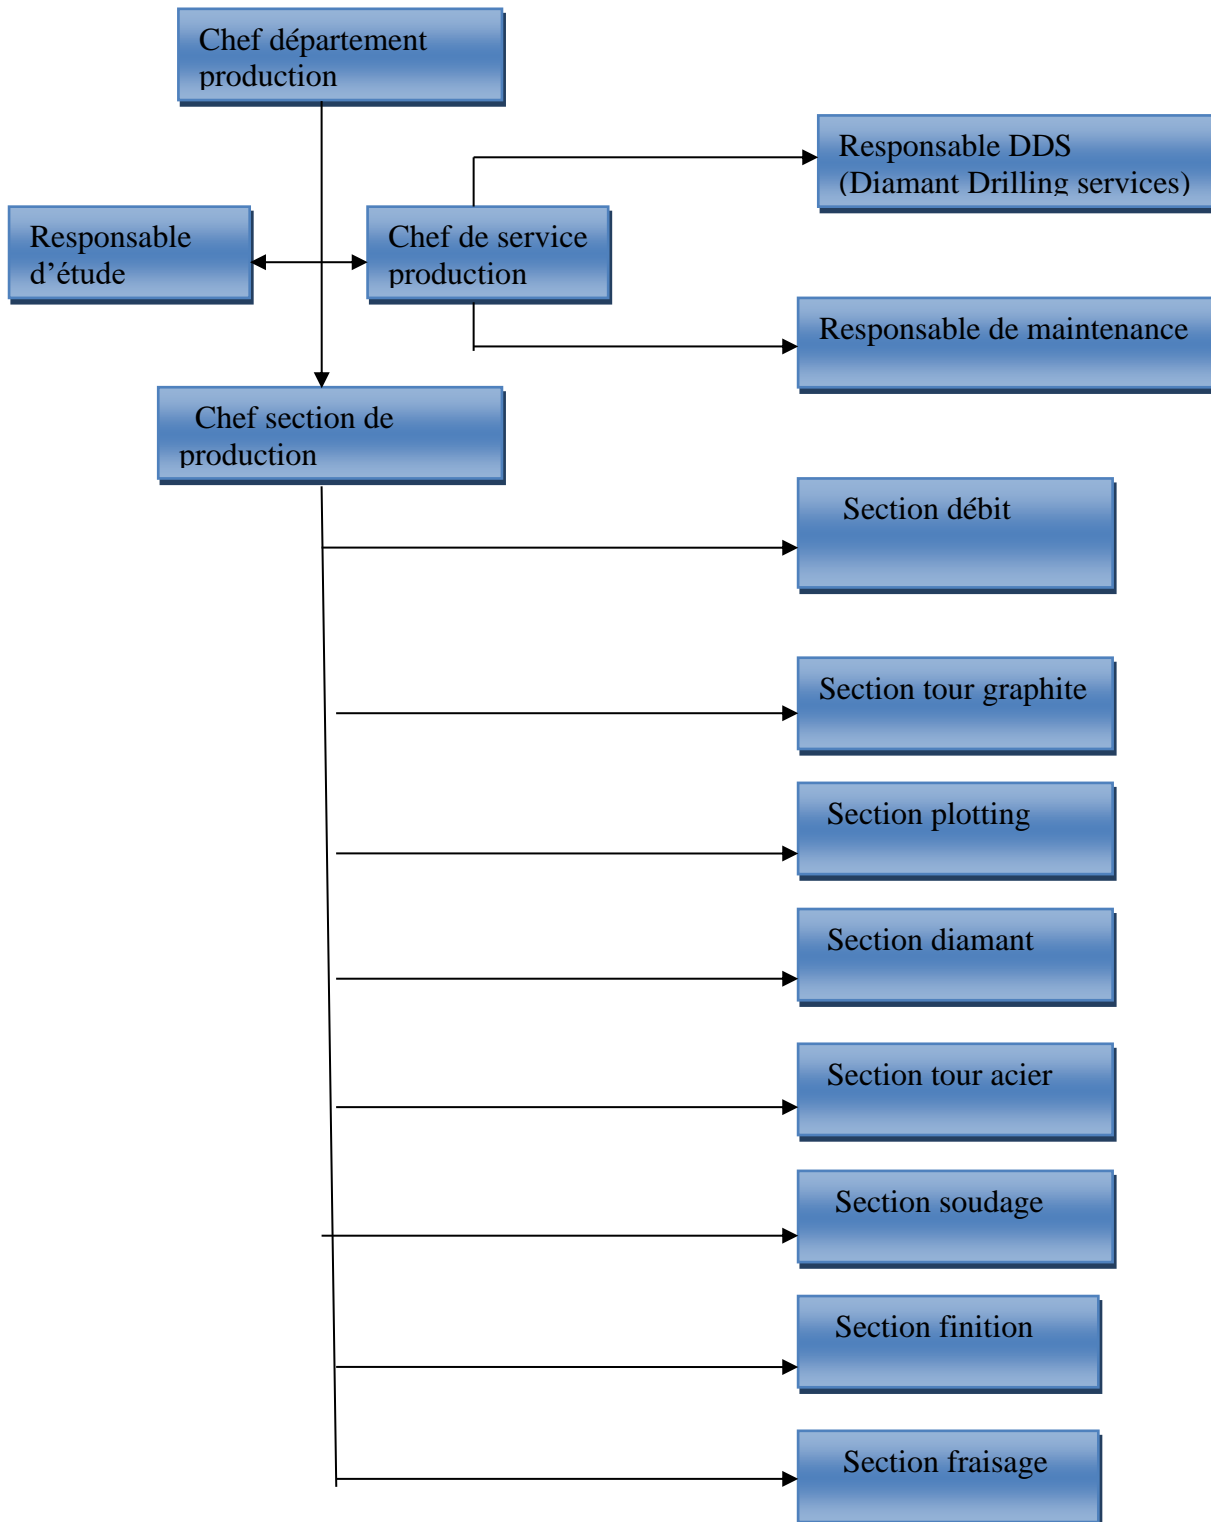 Chef département
production
Responsable DDS
(Diamant Drilling services)
Responsable
d’étude
Chef de service
production
Responsable de maintenance
Chef section de
production
Section débit
Section tour graphite
Section plotting
Section diamant
Section tour acier
Section soudage
Section finition
Section fraisage